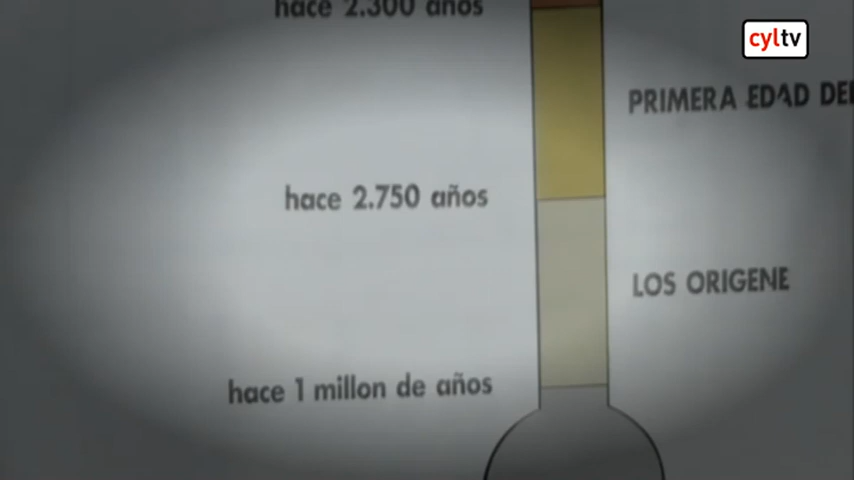 hace 2.300 años
cyltv
PRIMERA EDAD DEL
hace 2.750 años
LOS ORIGENE
hace 1 millon de años